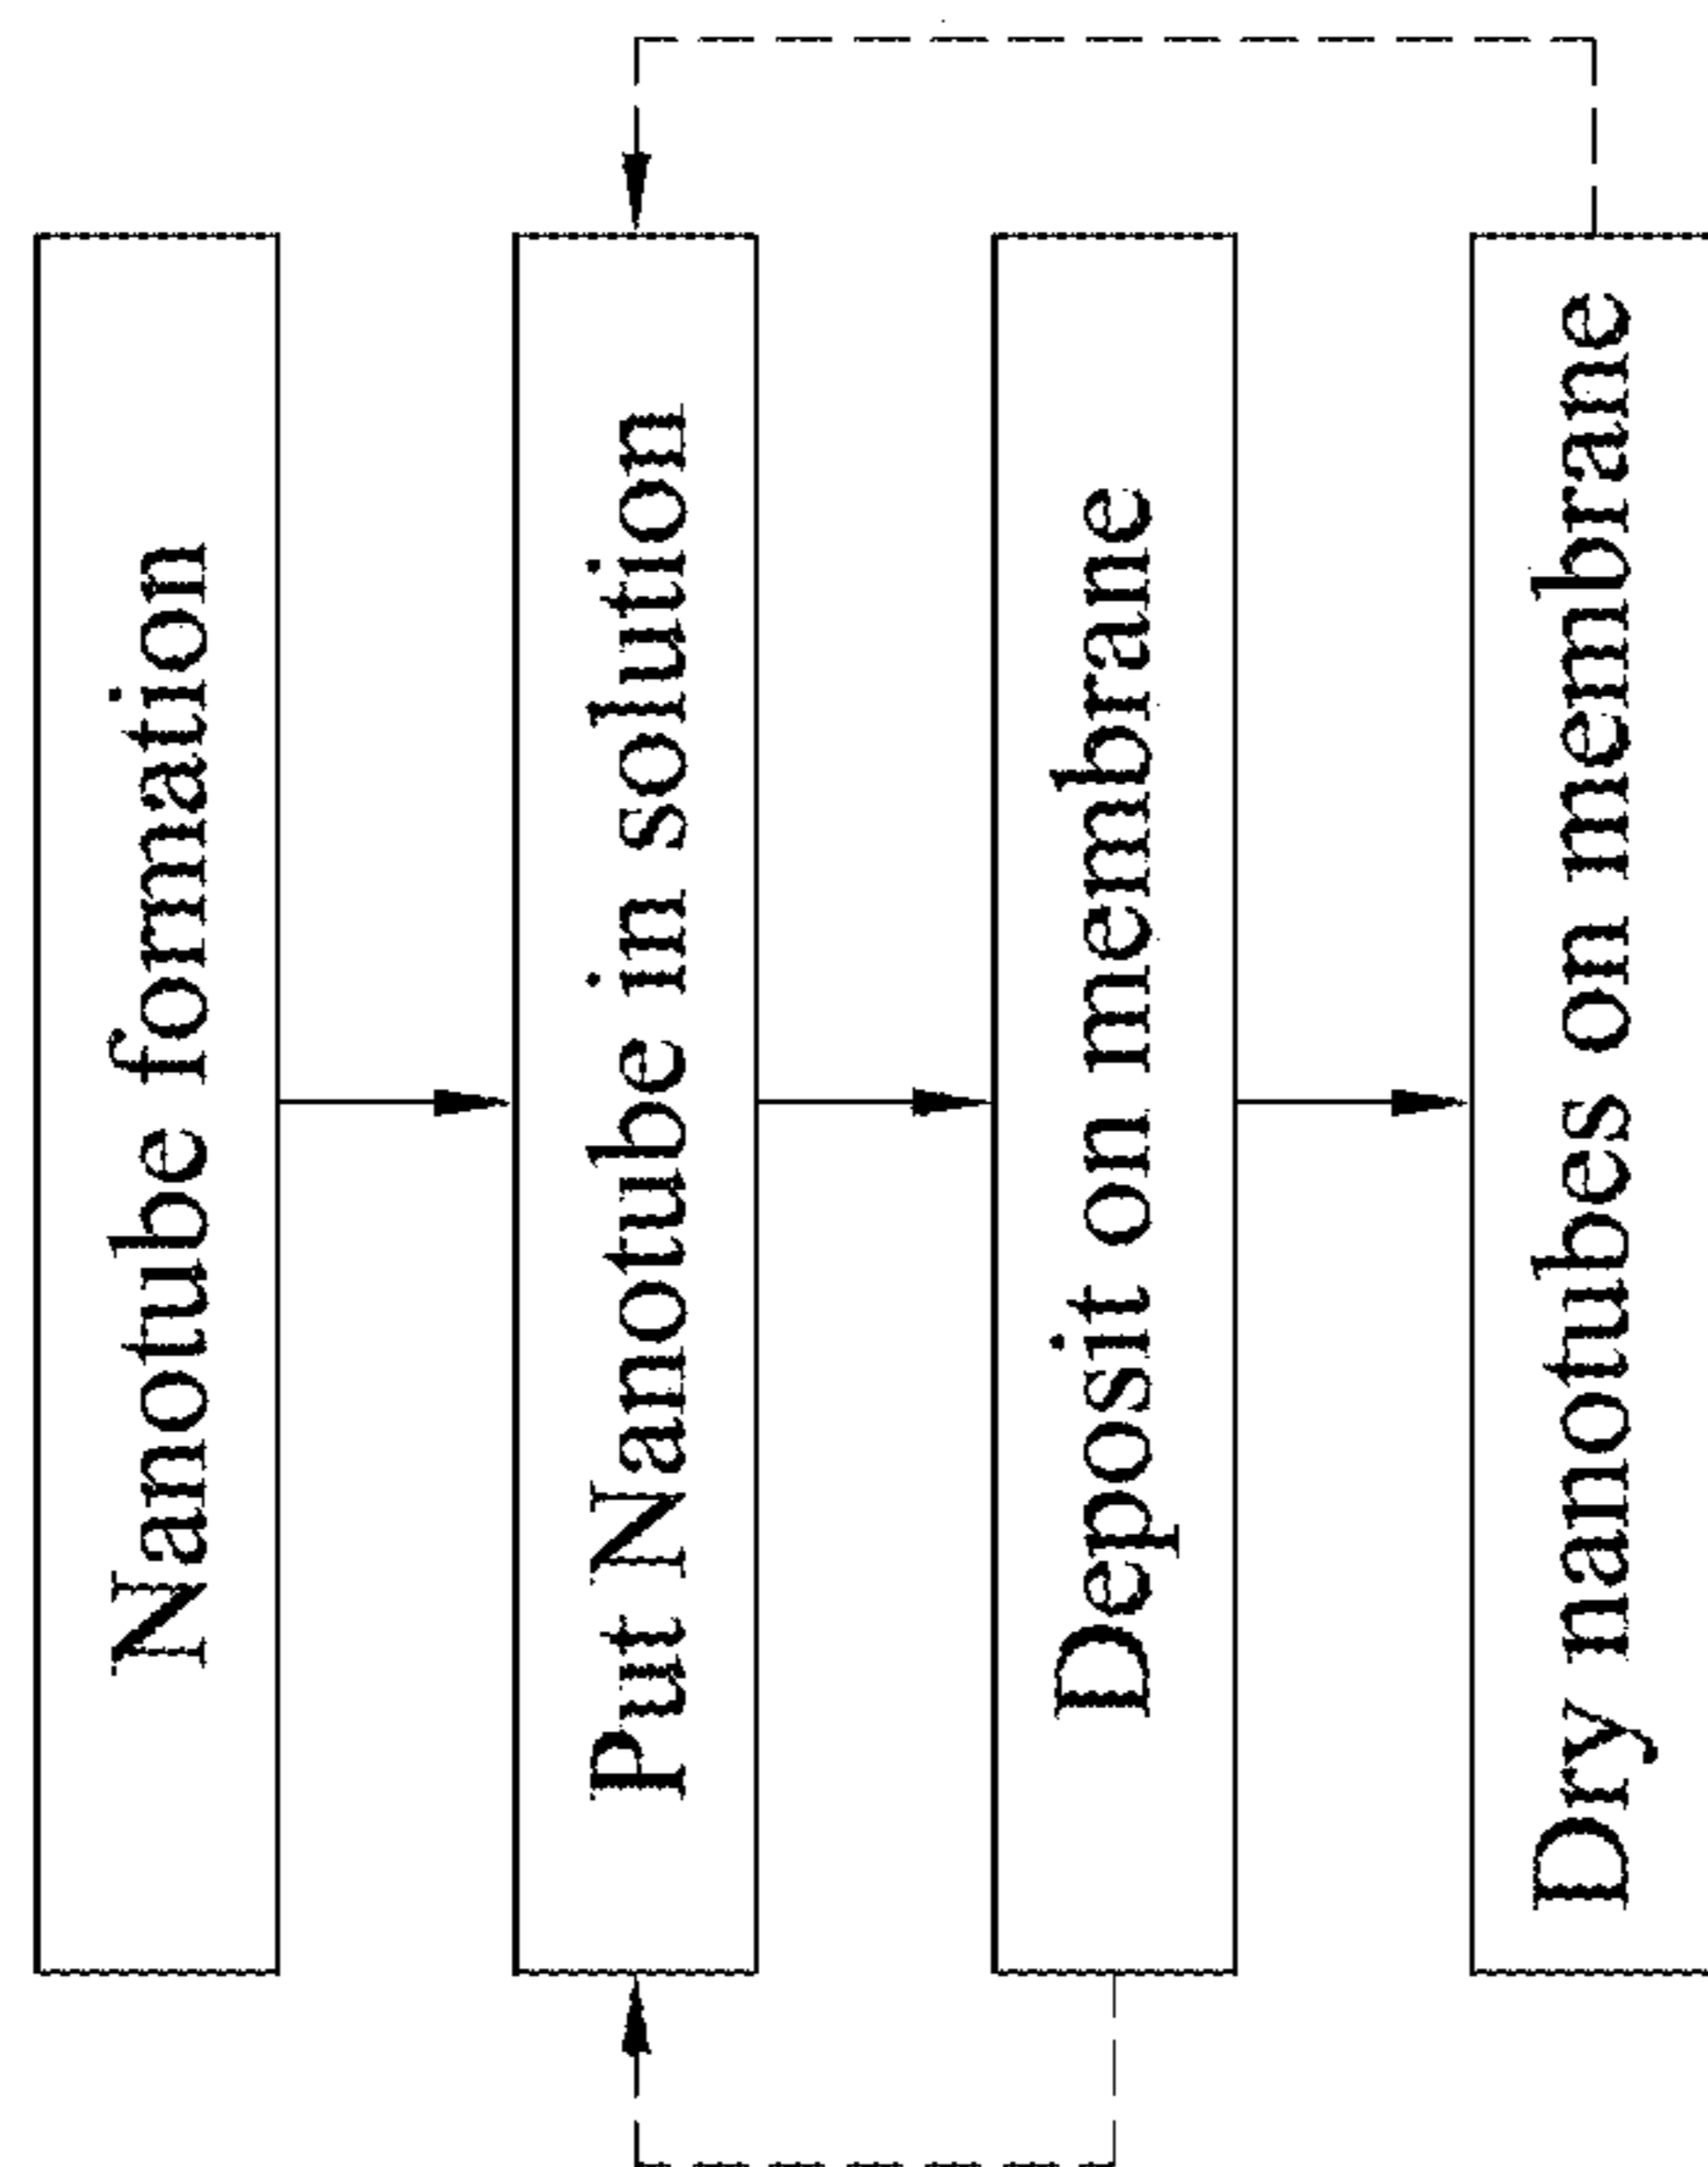 Nanotube formation
Put Nanotube in solution
Deposit on membrane
Dry nanotubes on membrane